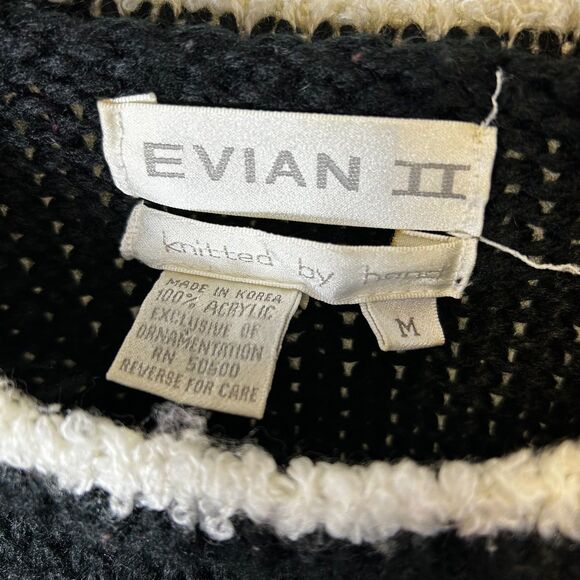 EVIAN II
knitted by hand
MADE IN KOREA
100% ACRYLIC
EXCLUSIVE OF
ORNAMENTATION
RN 50500
REVERSE FOR CARE
M